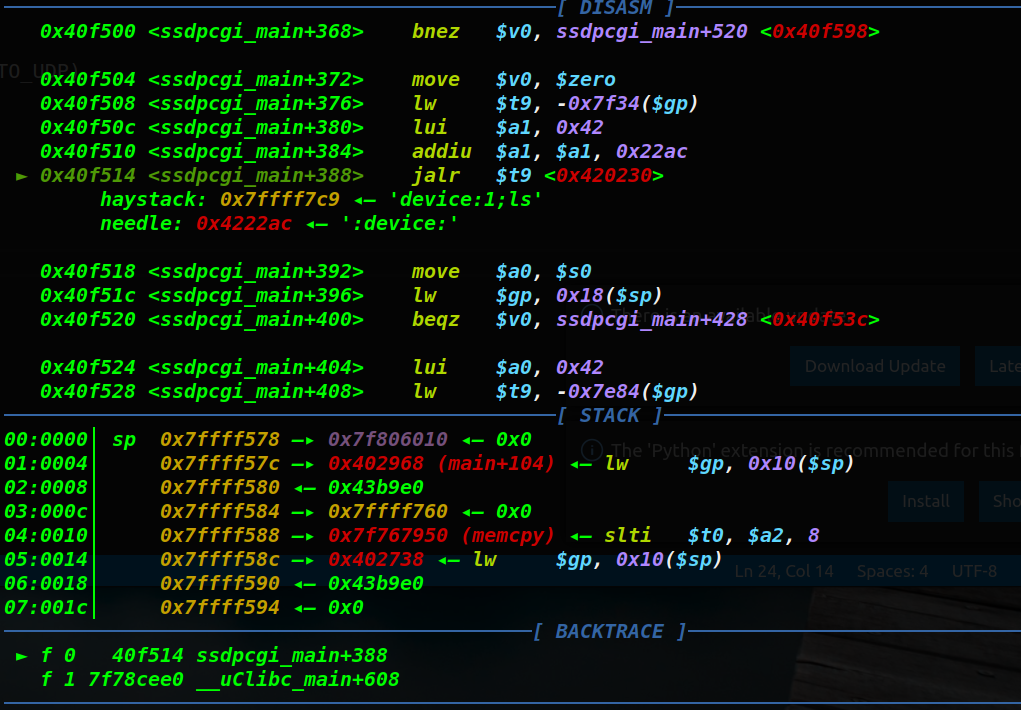 [ DISASM ]
0x40f500 <ssdpcgi_main+368> bnez $v0, ssdpcgi_main+520 <0x40f598>
TO_UDP)
0x40f504 <ssdpcgi_main+372> move $v0, $zero
0x40f508 <ssdpcgi_main+376> lw $t9, -0x7f34($gp)
0x40f50c <ssdpcgi_main+380> lui $a1, 0x42
0x40f510 <ssdpcgi_main+384> addiu $a1, $a1, 0x22ac
► 0x40f514 <ssdpcgi_main+388> jalr $t9 <0x420230>
haystack: 0x7ffff7c9 ◂— 'device:1;ls'
needle: 0x4222ac ◂— ':device:'
0x40f518 <ssdpcgi_main+392> move $a0, $s0
0x40f51c <ssdpcgi_main+396> lw $gp, 0x18($sp)
0x40f520 <ssdpcgi_main+400> beqz $v0, ssdpcgi_main+428 <0x40f53c>
Download Update
Late
0x40f524 <ssdpcgi_main+404> lui $a0, 0x42
0x40f528 <ssdpcgi_main+408> lw $t9, -0x7e84($gp)
[ STACK ]
00:0000│ sp 0x7ffff578 —▸ 0x7f806010 ◂— 0x0
The 'Python' extension is recommended for this
01:0004│ 0x7ffff57c —▸ 0x402968 (main+104) ◂— lw $gp, 0x10($sp)
02:0008│ 0x7ffff580 ◂— 0x43b9e0
Install
Sho
03:000c│ 0x7ffff584 —▸ 0x7ffff760 ◂— 0x0
04:0010│ 0x7ffff588 —▸ 0x7f767950 (memcpy) ◂— slti $t0, $a2, 8
05:0014│ 0x7ffff58c —▸ 0x402738 ◂— lw $gp, 0x10($sp)
Ln 24, Col 14 Spaces: 4 UTF-8
06:0018│ 0x7ffff590 ◂— 0x43b9e0
07:001c│ 0x7ffff594 ◂— 0x0
[ BACKTRACE ]
► f 0 40f514 ssdpcgi_main+388
f 1 7f78cee0 __uClibc_main+608